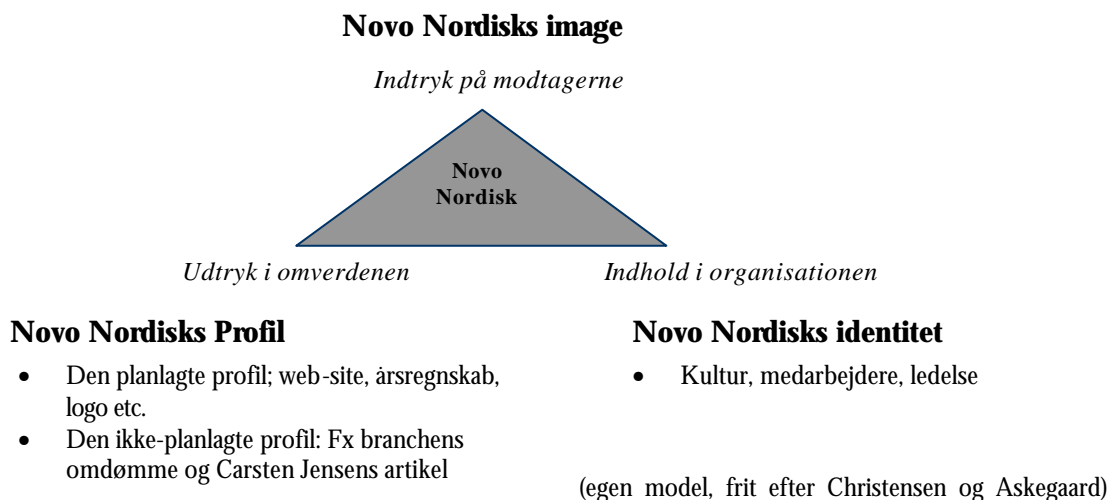 Novo Nordisks image
Indtryk på modtagerne
Novo
Nordisk
Udtryk i omverdenen
Indhold i organisationen
Novo Nordisks Profil
• Den planlagte profil; web-site, årsregnskab,
logo etc.
• Den ikke-planlagte profil: Fx branchens
omdømme og Carsten Jensens artikel
Novo Nordisks identitet
• Kultur, medarbejdere, ledelse
(egen model, frit efter Christensen og Askegaard)